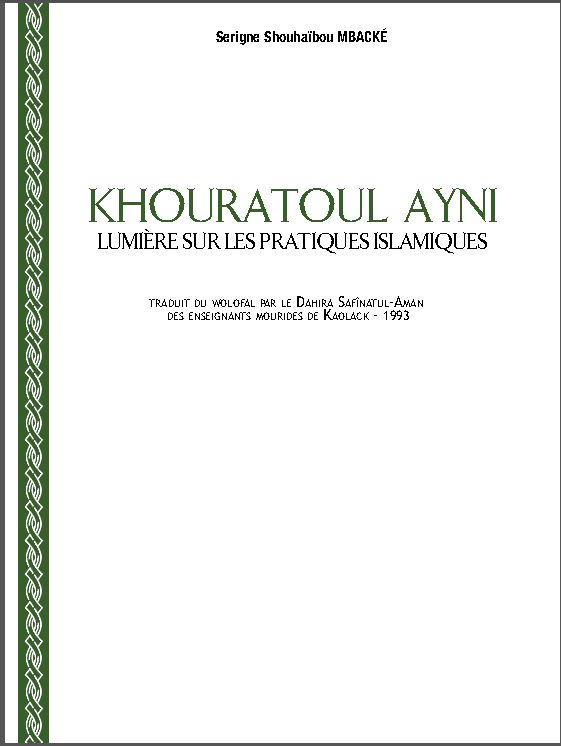 Serigne Shouhaïbou MBACKÉ
KHOURATOUL AYNI
LUMIÈRE SUR LES PRATIQUES ISLAMIQUES
TRADUIT DU WOLOFAL PAR LE DAHIRA SAFÎNATUL-AMAN
DES ENSEIGNANTS MOURIDES DE KAOLACK - 1993